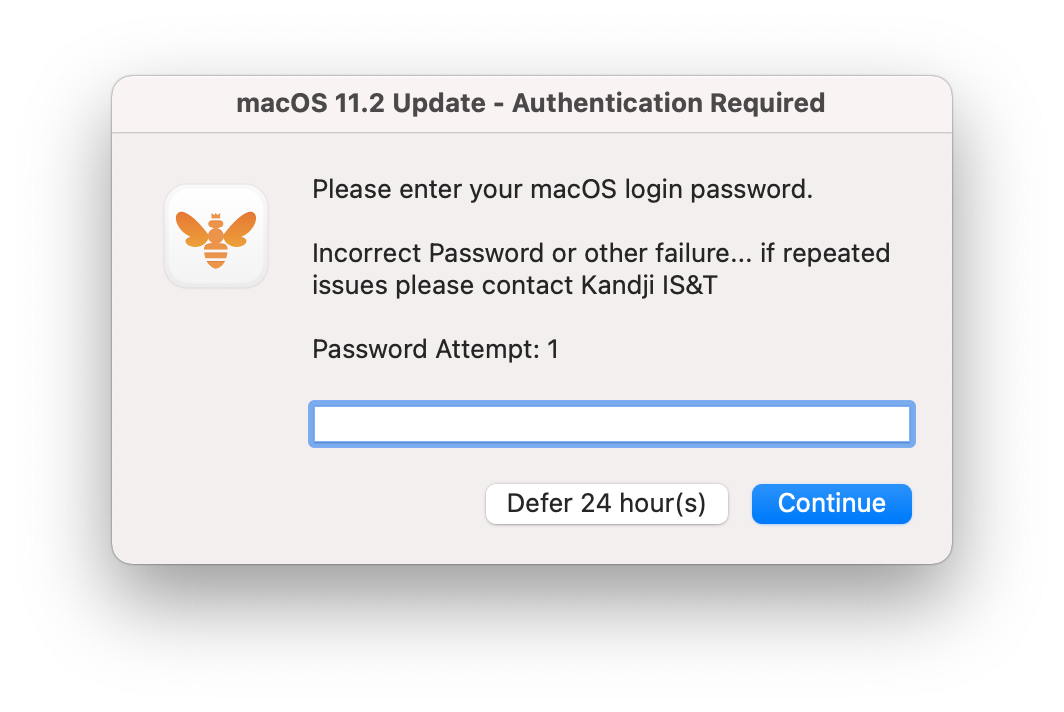 macOS 11.2 Update - Authentication Required
Please enter your macOS login password.
Incorrect Password or other failure... if repeated
issues please contact Kandji IS&T
Password Attempt: 1
Defer 24 hour(s)
Continue